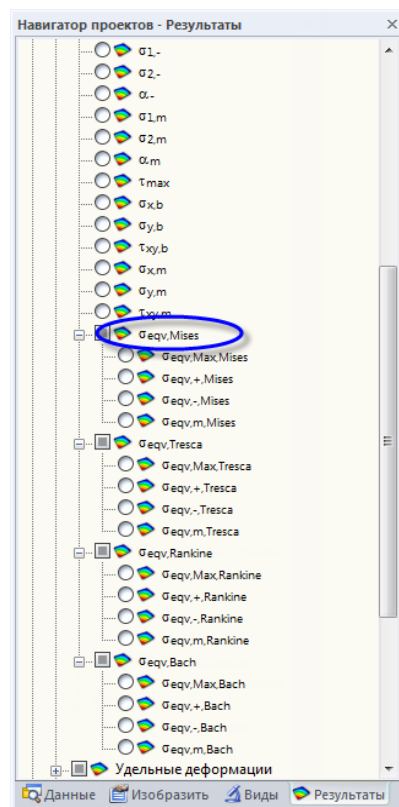 Навигатор проектов - Результаты
σ1,-
σ2,-
α-
σ1,m
σ2,m
αm
τmax
σx,b
σy,b
τxy,b
σx,m
σy,m
τxy,m
σeqv,Mises
σeqv,Max,Mises
σeqv,+,Mises
σeqv,-,Mises
σeqv,m,Mises
σeqv,Tresca
σeqv,Max,Tresca
σeqv,+,Tresca
σeqv,-,Tresca
σeqv,m,Tresca
σeqv,Rankine
σeqv,Max,Rankine
σeqv,+,Rankine
σeqv,-,Rankine
σeqv,m,Rankine
σeqv,Bach
σeqv,Max,Bach
σeqv,+,Bach
σeqv,-,Bach
σeqv,m,Bach
Удельные деформации
Данные Изобразить Виды Результаты